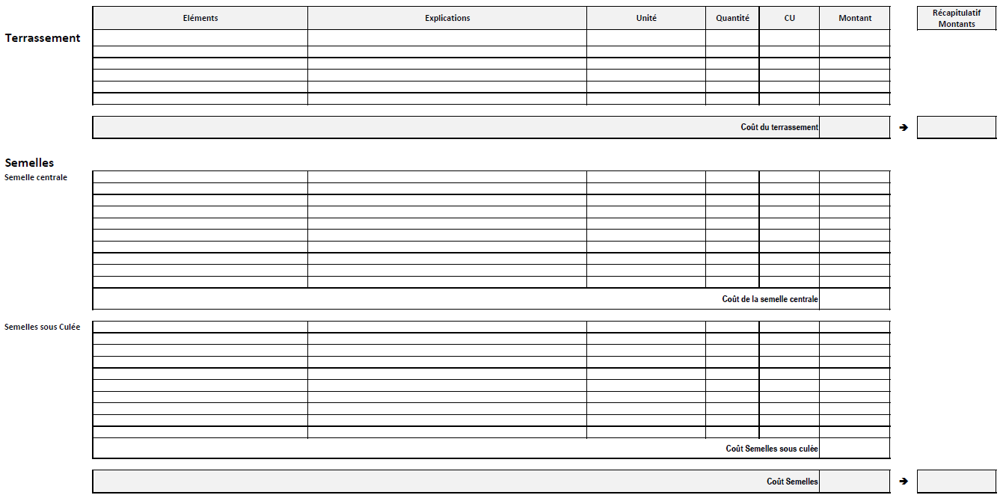 Eléments Explications Unité Quantité CU Montant Récapitulatif
Montants
Terrassement
Coût du terrassement ➔
Semelles
Semelle centrale
Coût de la semelle centrale
Semelles sous Culée
Coût Semelles sous culée
Coût Semelles ➔